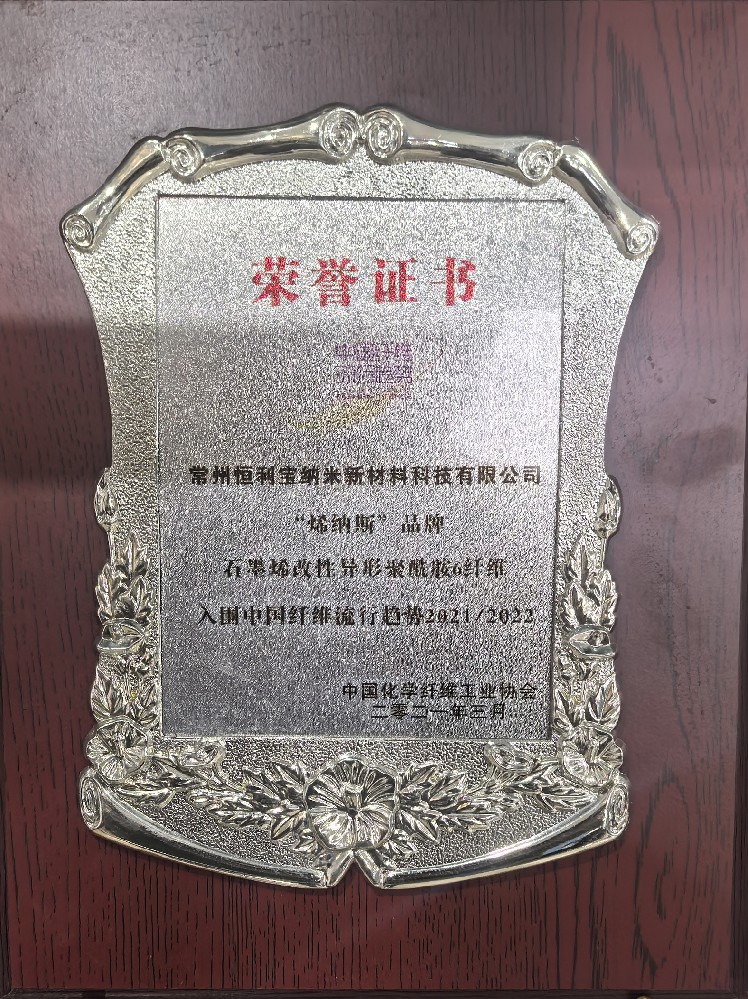 荣誉证书
常州恒利宝纳米新材料科技有限公司
“烯纳斯”品牌
石墨烯改性异形聚酰胺6纤维
入围中国纤维流行趋势2021/2022
中国化学纤维工业协会
二零二一年三月